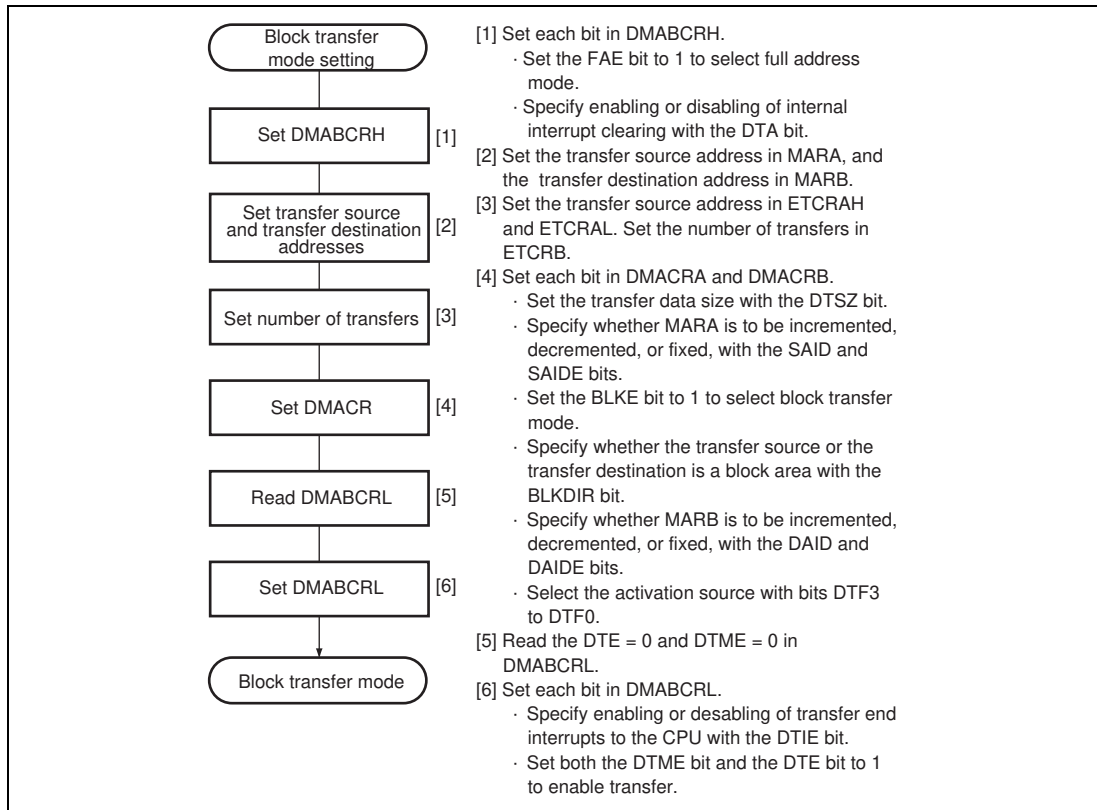 Block transfer
mode setting
Set DMABCRH [1]
Set transfer source
and transfer destination
addresses
[2]
Set number of transfers [3]
Set DMACR [4]
Read DMABCRL [5]
Set DMABCRL [6]
Block transfer mode
[1] Set each bit in DMABCRH.
· Set the FAE bit to 1 to select full address
mode.
· Specify enabling or disabling of internal
interrupt clearing with the DTA bit.
[2] Set the transfer source address in MARA, and
the transfer destination address in MARB.
[3] Set the transfer source address in ETCRAH
and ETCRAL. Set the number of transfers in
ETCRB.
[4] Set each bit in DMACRA and DMACRB.
· Set the transfer data size with the DTSZ bit.
· Specify whether MARA is to be incremented,
decremented, or fixed, with the SAID and
SAIDE bits.
· Set the BLKE bit to 1 to select block transfer
mode.
· Specify whether the transfer source or the
transfer destination is a block area with the
BLKDIR bit.
· Specify whether MARB is to be incremented,
decremented, or fixed, with the DAID and
DAIDE bits.
· Select the activation source with bits DTF3
to DTF0.
[5] Read the DTE = 0 and DTME = 0 in
DMABCRL.
[6] Set each bit in DMABCRL.
· Specify enabling or desabling of transfer end
interrupts to the CPU with the DTIE bit.
· Set both the DTME bit and the DTE bit to 1
to enable transfer.